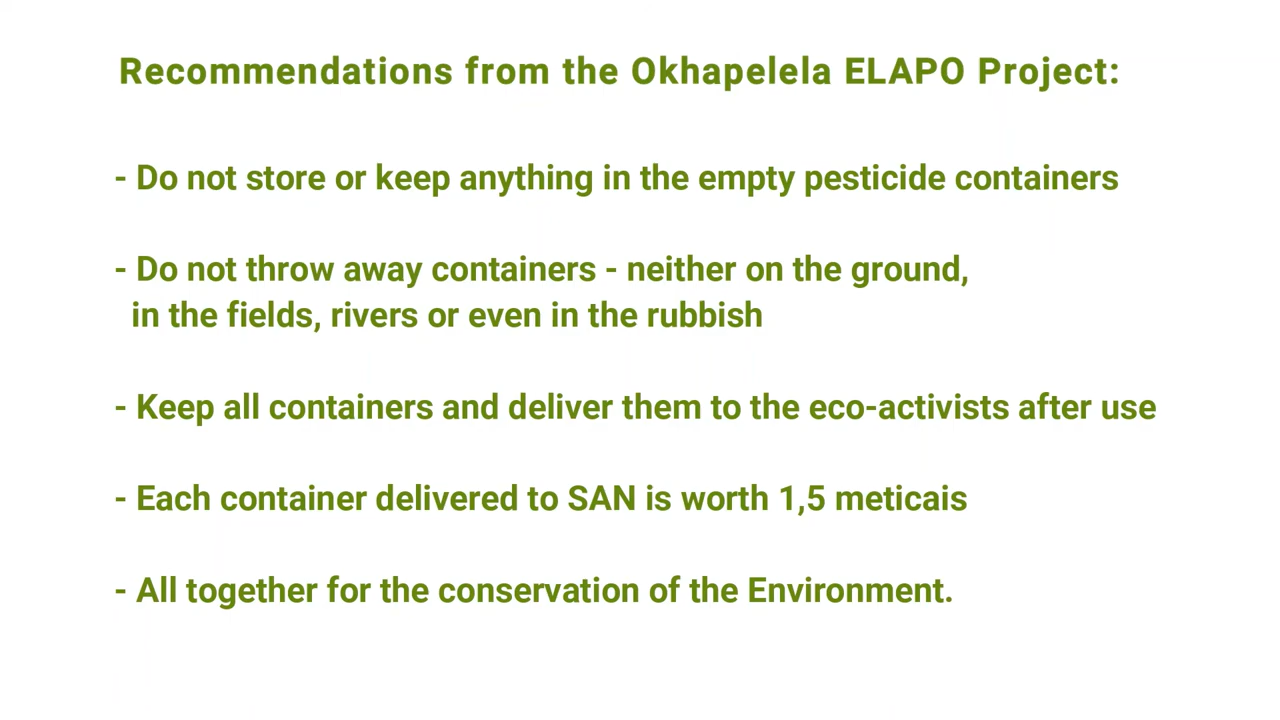 Recommendations from the Okhapelela ELAPO Project:
- Do not store or keep anything in the empty pesticide containers
- Do not throw away containers - neither on the ground,
in the fields, rivers or even in the rubbish
- Keep all containers and deliver them to the eco-activists after use
- Each container delivered to SAN is worth 1,5 meticais
- All together for the conservation of the Environment.